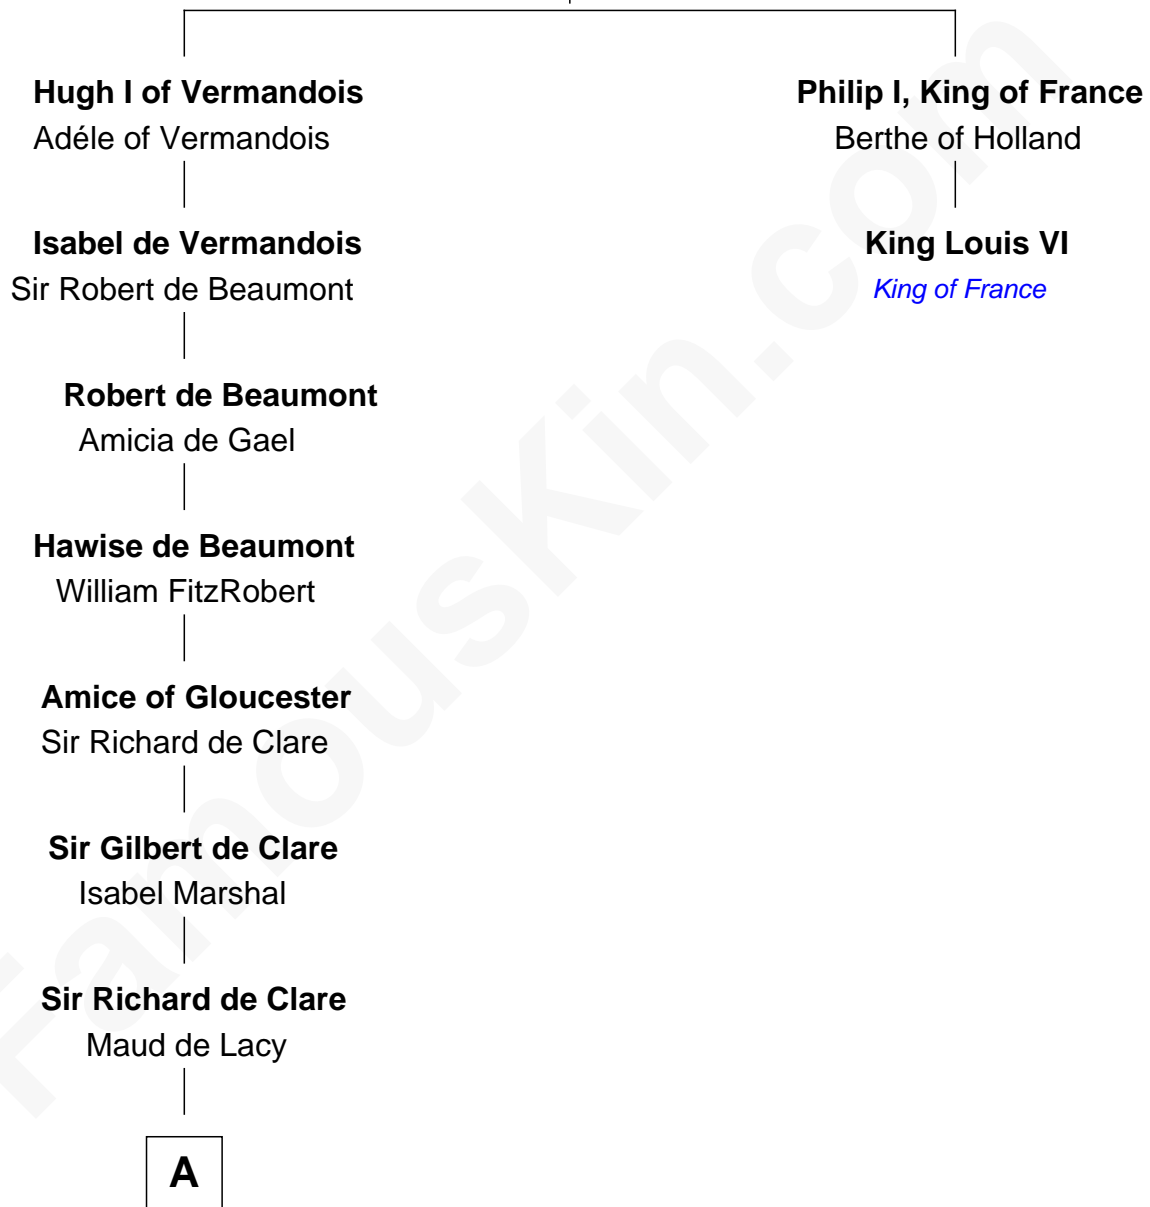 Hugh I of Vermandois
Adéle of Vermandois
Philip I, King of France
Berthe of Holland
Isabel de Vermandois
Sir Robert de Beaumont
King Louis VI
King of France
Robert de Beaumont
Amicia de Gael
Hawise de Beaumont
William FitzRobert
Amice of Gloucester
Sir Richard de Clare
Sir Gilbert de Clare
Isabel Marshal
Sir Richard de Clare
Maud de Lacy
A
FamousKin.com